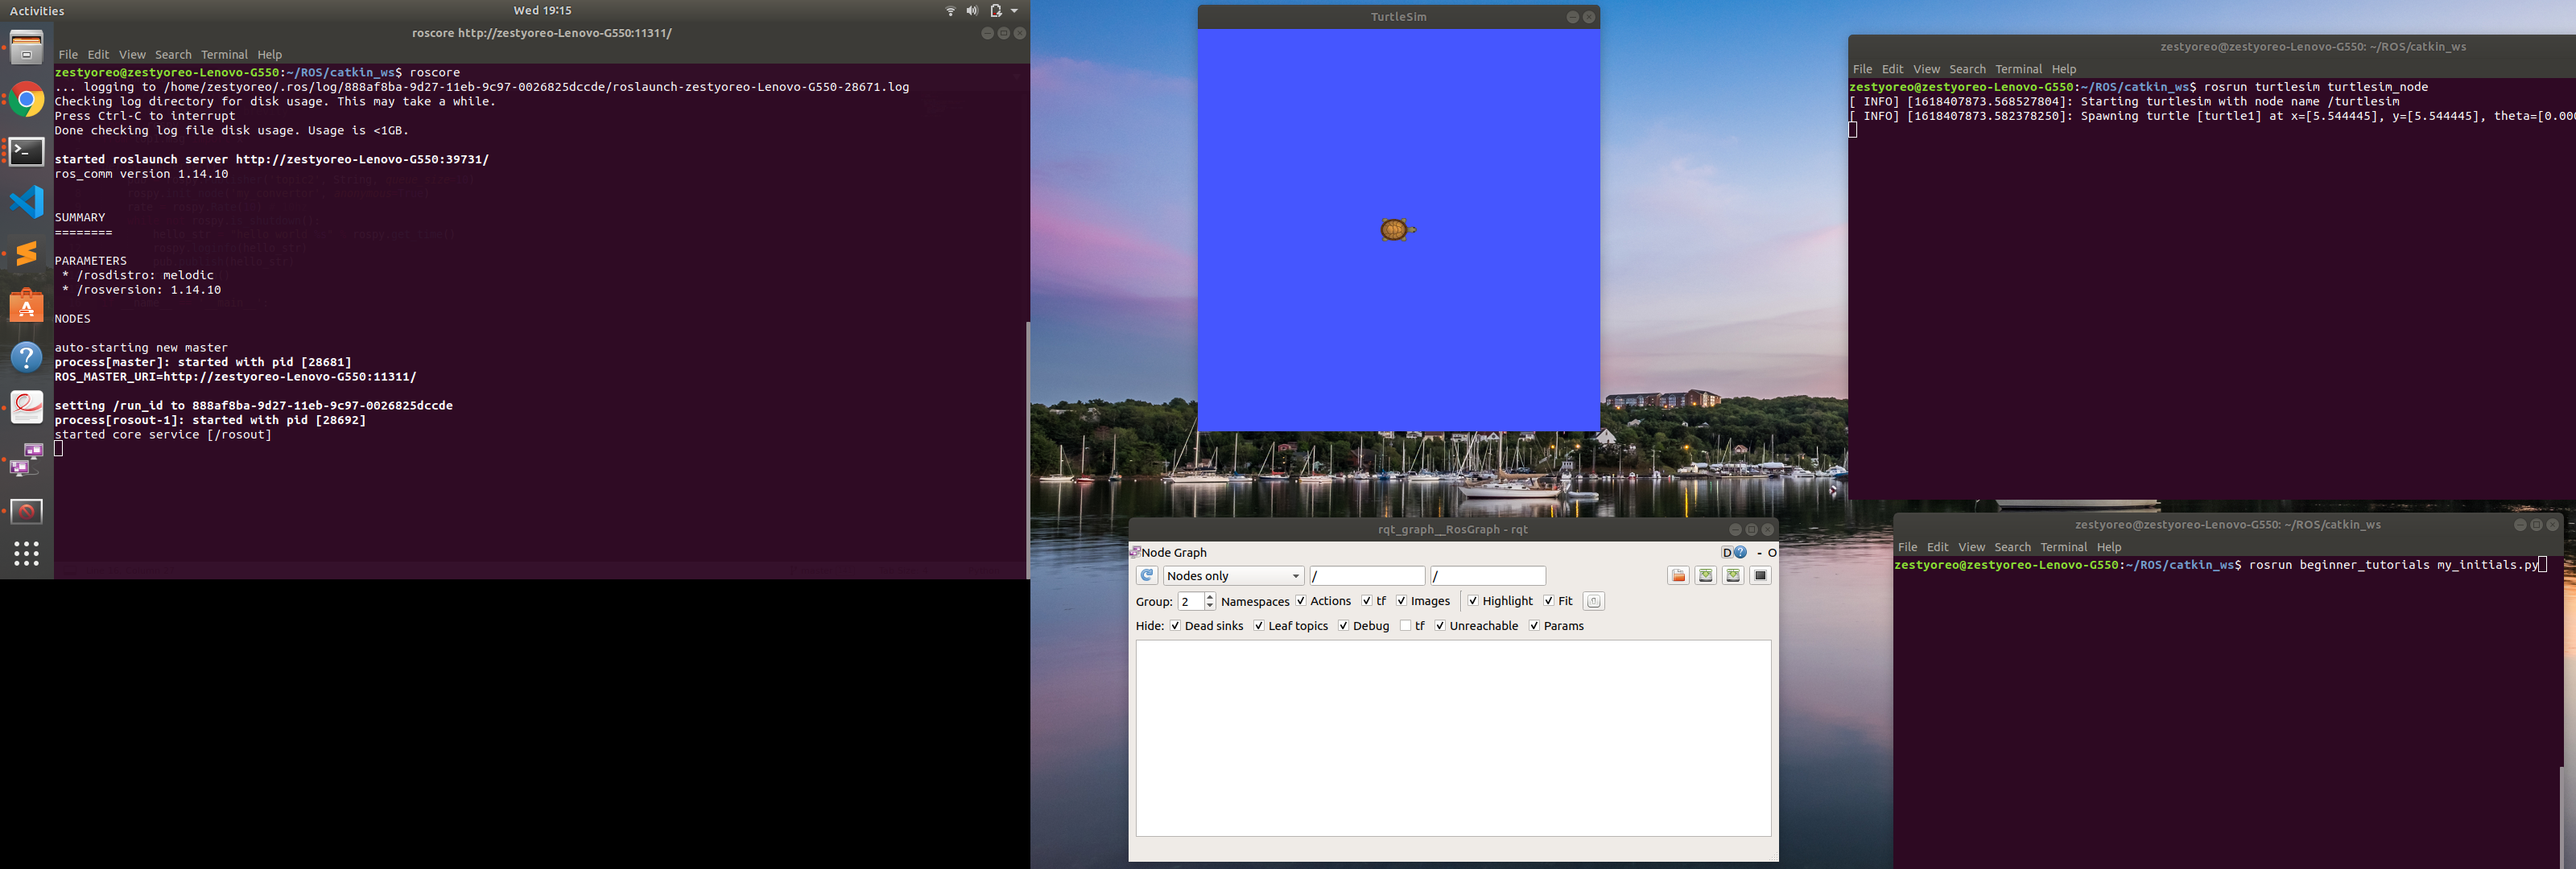 Activities
Wed 19:15
roscore http://zestyoreo-Lenovo-G550:11311/
File Edit View Search Terminal Help
zestyoreo@zestyoreo-Lenovo-G550:~/ROS/catkin_ws$ roscore
... logging to /home/zestyoreo/.ros/log/888af8ba-9d27-11eb-9c97-0026825dccde/roslaunch-zestyoreo-Lenovo-G550-28671.log
Checking log directory for disk usage. This may take a while.
Press Ctrl-C to interrupt
Done checking log file disk usage. Usage is <1GB.
started roslaunch server http://zestyoreo-Lenovo-G550:39731/
ros_comm version 1.14.10
SUMMARY
========
PARAMETERS
* /rosdistro: melodic
* /rosversion: 1.14.10
NODES
auto-starting new master
process[master]: started with pid [28681]
ROS_MASTER_URI=http://zestyoreo-Lenovo-G550:11311/
setting /run_id to 888af8ba-9d27-11eb-9c97-0026825dccde
process[rosout-1]: started with pid [28692]
started core service [/rosout]
TurtleSim
zestyoreo@zestyoreo-Lenovo-G550: ~/ROS/catkin_ws
File Edit View Search Terminal Help
zestyoreo@zestyoreo-Lenovo-G550:~/ROS/catkin_ws$ rosrun turtlesim turtlesim_node
[ INFO] [1618407873.568527804]: Starting turtlesim with node name /turtlesim
[ INFO] [1618407873.582378250]: Spawning turtle [turtle1] at x=[5.544445], y=[5.544445], theta=[0.000
rqt_graph__RosGraph - rqt
Node Graph
D ? - O
Nodes only / /
Group: 2 Namespaces Actions tf Images Highlight Fit
Hide: Dead sinks Leaf topics Debug tf Unreachable Params
zestyoreo@zestyoreo-Lenovo-G550: ~/ROS/catkin_ws
File Edit View Search Terminal Help
zestyoreo@zestyoreo-Lenovo-G550:~/ROS/catkin_ws$ rosrun beginner_tutorials my_initials.py